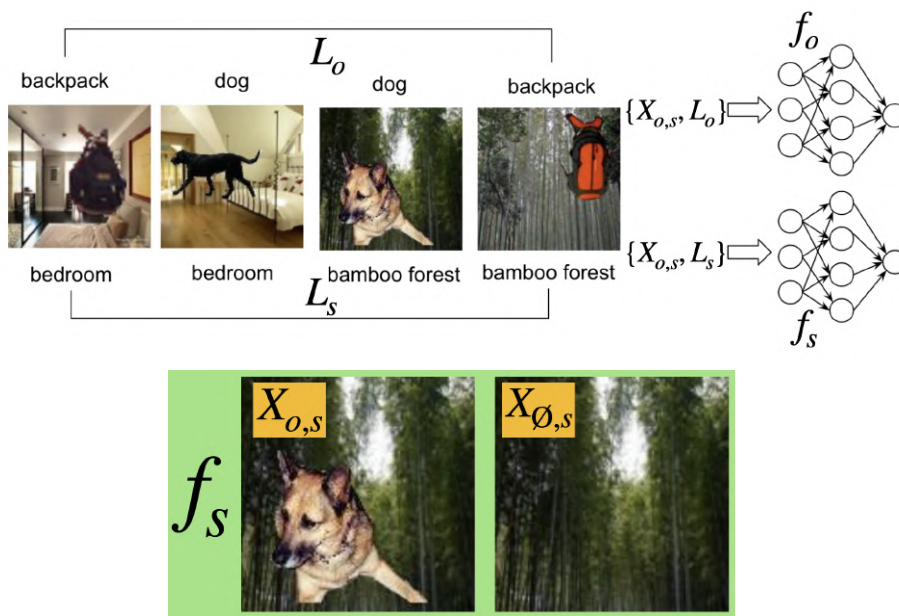 L_o
f_o
backpack
dog
dog
backpack
{X_{o,s}, L_o}
bedroom
bedroom
bamboo forest
bamboo forest
{X_{o,s}, L_s}
L_s
f_s
f_s
X_{o,s}
X_{∅,s}